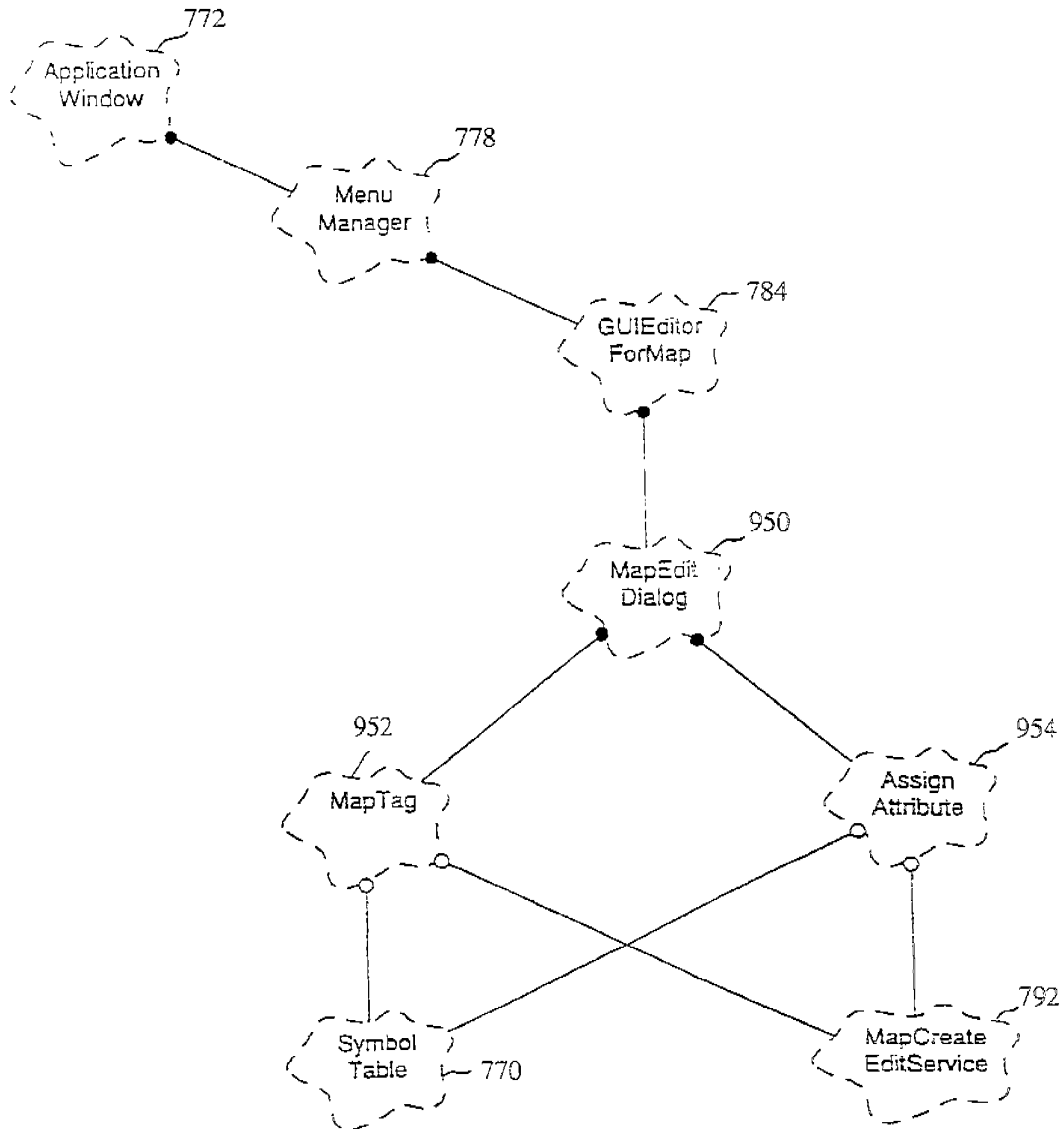 772
Application
Window
778
Menu
Manager
784
GUIEditor
ForMap
950
MapEdit
Dialog
952
MapTag
954
Assign
Attribute
Symbol
Table
770
792
MapCreate
EditService